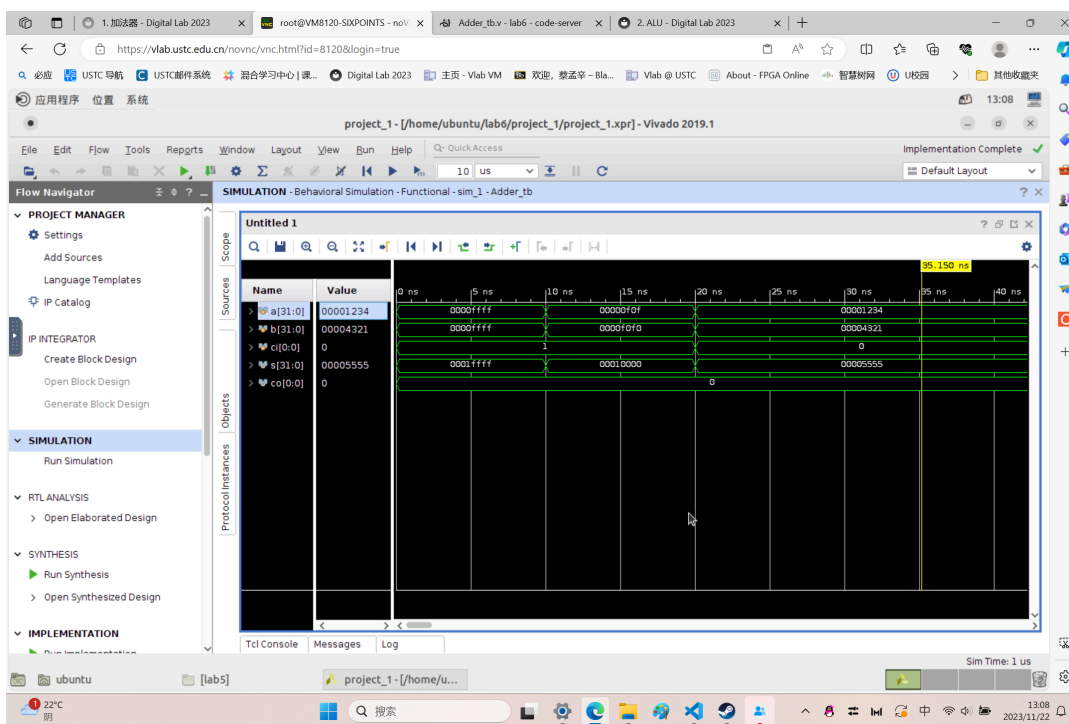 1. 加法器 - Digital Lab 2023
root@VM8120-SIXPOINTS - noV
Adder_tb.v - lab6 - code-server
2. ALU - Digital Lab 2023
https://vlab.ustc.edu.cn/novnc/vnc.html?id=8120&login=true
必应
USTC 导航
USTC邮件系统
混合学习中心 | 课...
Digital Lab 2023
主页 - Vlab VM
欢迎，蔡孟辛 – Bla...
Vlab @ USTC
About - FPGA Online
智慧树网
U校园
其他收藏夹
应用程序 位置 系统
13:08
project_1 - [/home/ubuntu/lab6/project_1/project_1.xpr] - Vivado 2019.1
File Edit Flow Tools Reports Window Layout View Run Help
Q- Quick Access
Implementation Complete
10 us
Default Layout
Flow Navigator
SIMULATION - Behavioral Simulation - Functional - sim_1 - Adder_tb
PROJECT MANAGER
Settings
Add Sources
Language Templates
IP Catalog
IP INTEGRATOR
Create Block Design
Open Block Design
Generate Block Design
SIMULATION
Run Simulation
RTL ANALYSIS
Open Elaborated Design
SYNTHESIS
Run Synthesis
Open Synthesized Design
IMPLEMENTATION
Run Implementation
Scope
Sources
Objects
Protocol Instances
Untitled 1
35.150 ns
Name Value
0 ns 5 ns 10 ns 15 ns 20 ns 25 ns 30 ns 35 ns 40 ns
a[31:0] 00001234 0000ffff 00000f0f 00001234
b[31:0] 00004321 0000ffff 0000f0f0 00004321
ci[0:0] 0 1 0
s[31:0] 00005555 0001ffff 00010000 00005555
co[0:0] 0 0
Tcl Console Messages Log
Sim Time: 1 us
ubuntu
[lab5]
project_1 - [/home/u...
1
22°C
阴
搜索
中
13:08
2023/11/22